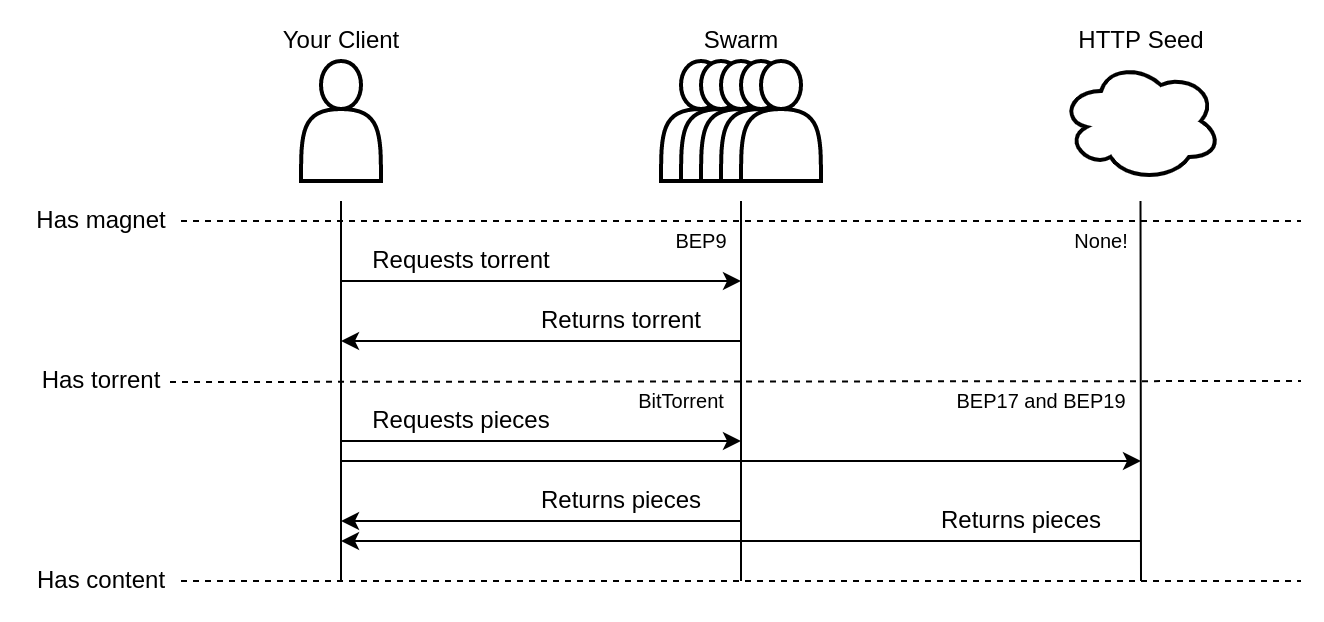 Your Client
Swarm
HTTP Seed
Has magnet
BEP9
None!
Requests torrent
Returns torrent
Has torrent
BitTorrent
BEP17 and BEP19
Requests pieces
Returns pieces
Returns pieces
Has content